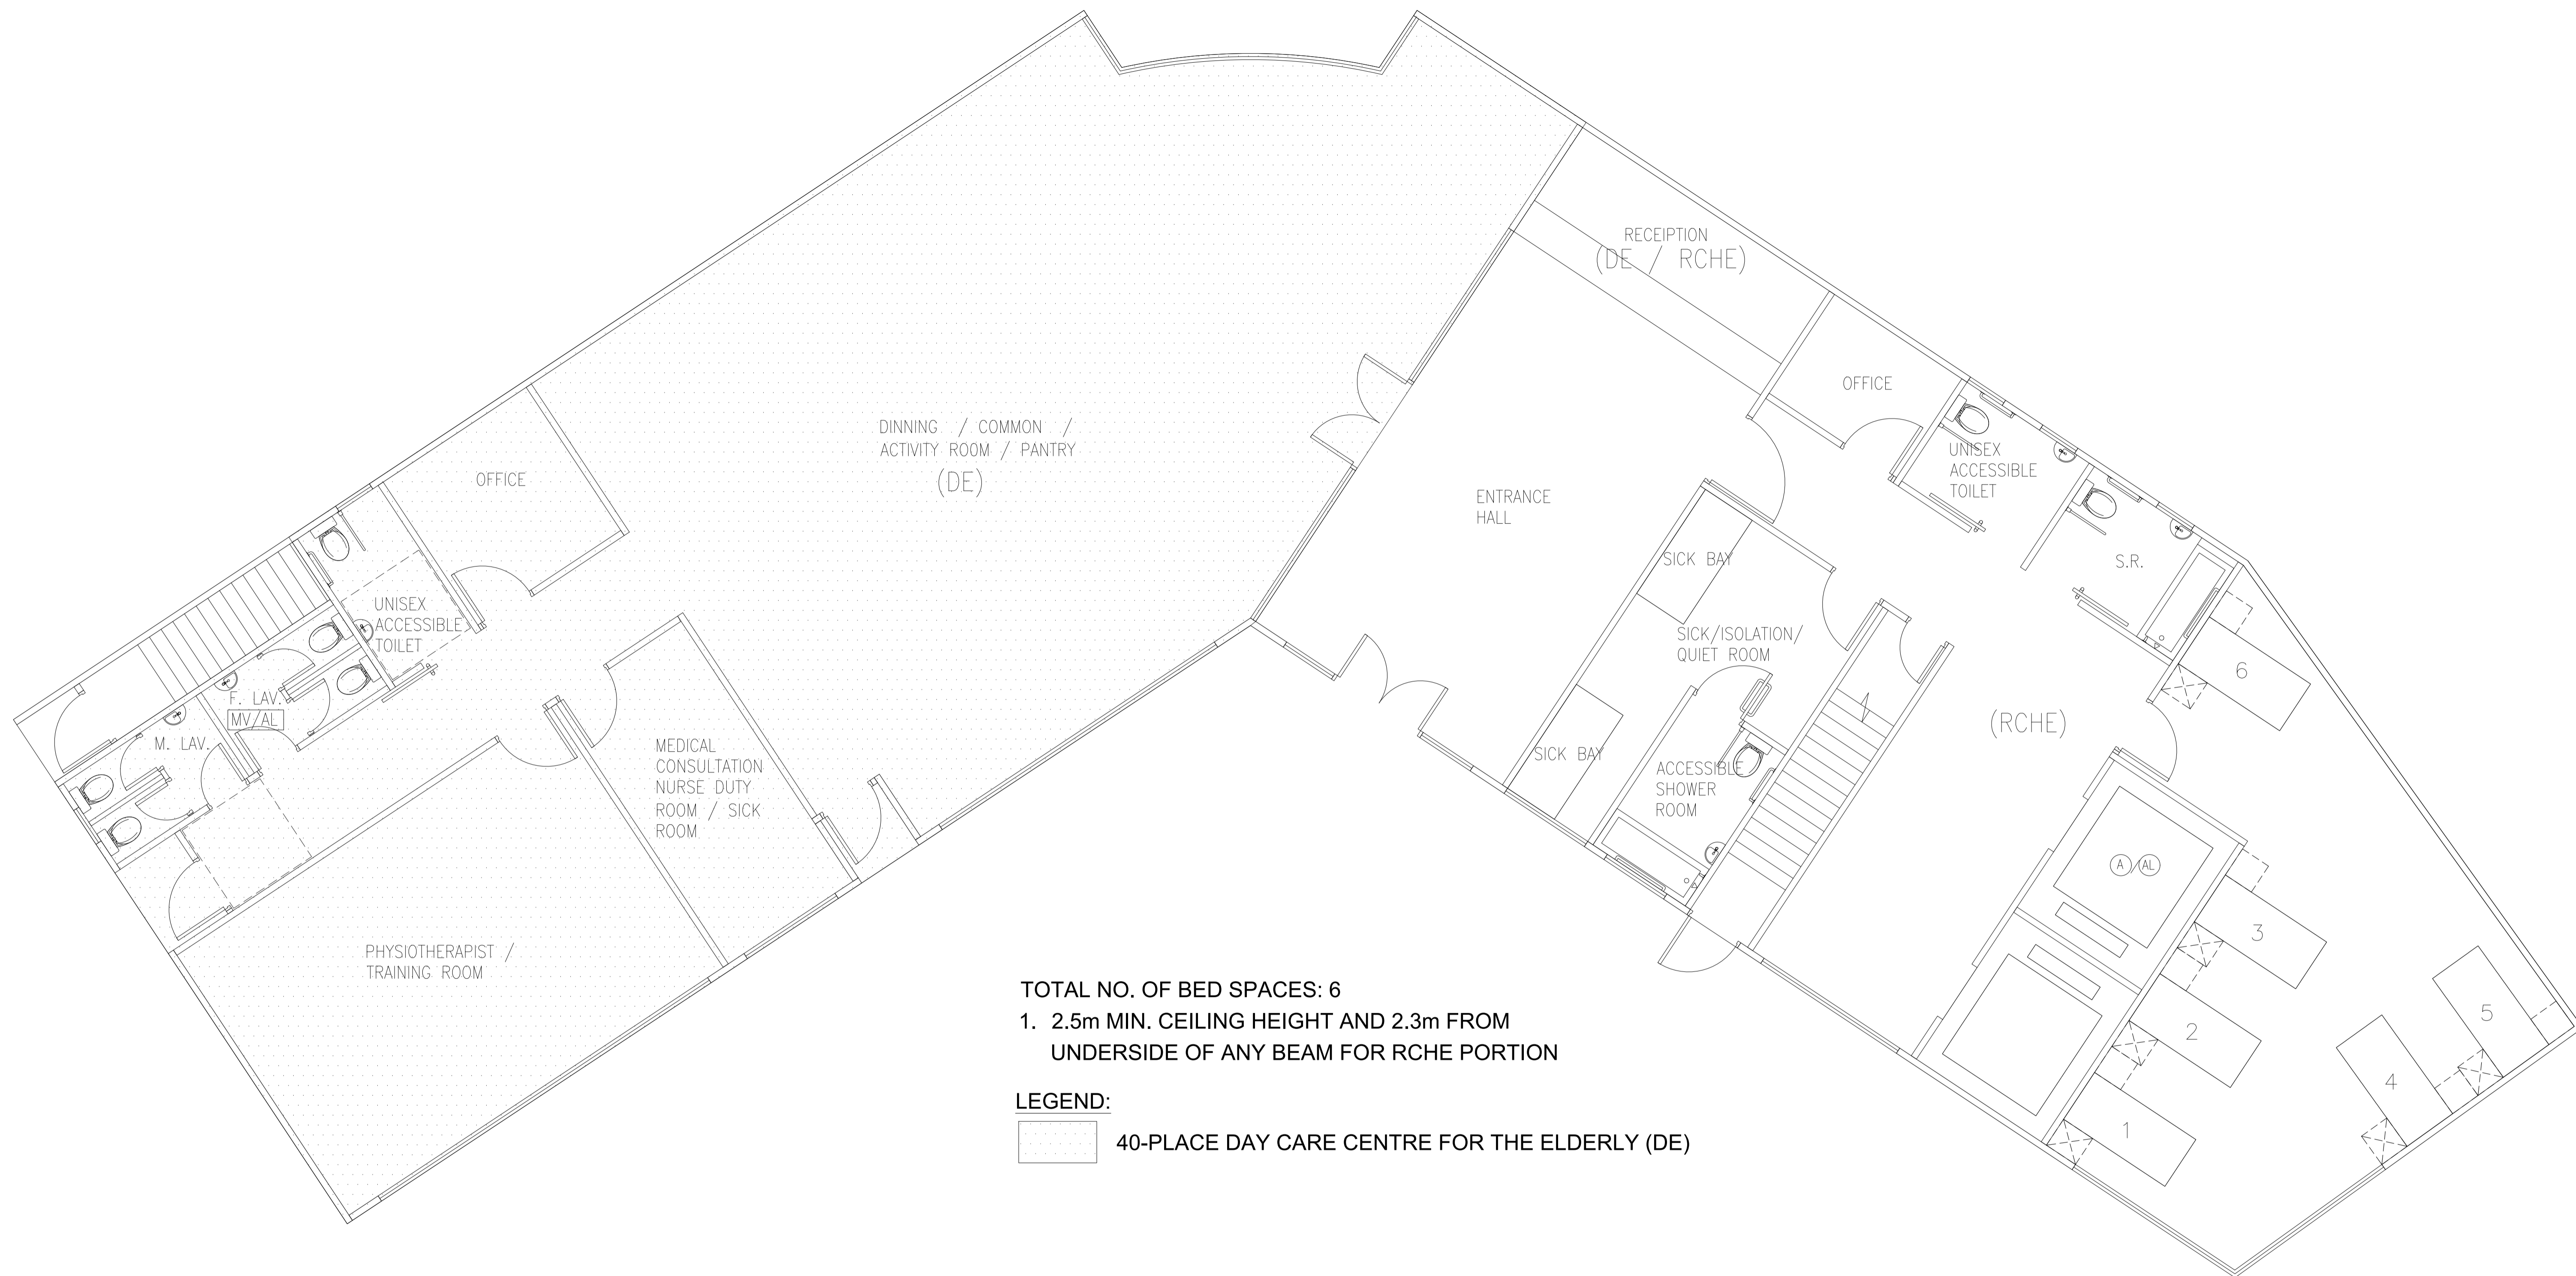 RECEIPTION
(DE / RCHE)
OFFICE
DINNING / COMMON /
ACTIVITY ROOM / PANTRY
(DE)
UNISEX
ACCESSIBLE
TOILET
OFFICE
ENTRANCE
HALL
SICK BAY
S.R.
UNISEX
ACCESSIBLE
TOILET
SICK/ISOLATION/
QUIET ROOM
6
F. LAV.
MV/AL
M. LAV.
(RCHE)
MEDICAL
CONSULTATION
NURSE DUTY
ROOM / SICK
ROOM
SICK BAY
ACCESSIBLE
SHOWER
ROOM
A/AL
PHYSIOTHERAPIST /
TRAINING ROOM
3
2
5
4
1
TOTAL NO. OF BED SPACES: 6
1. 2.5m MIN. CEILING HEIGHT AND 2.3m FROM
UNDERSIDE OF ANY BEAM FOR RCHE PORTION
LEGEND:
40-PLACE DAY CARE CENTRE FOR THE ELDERLY (DE)